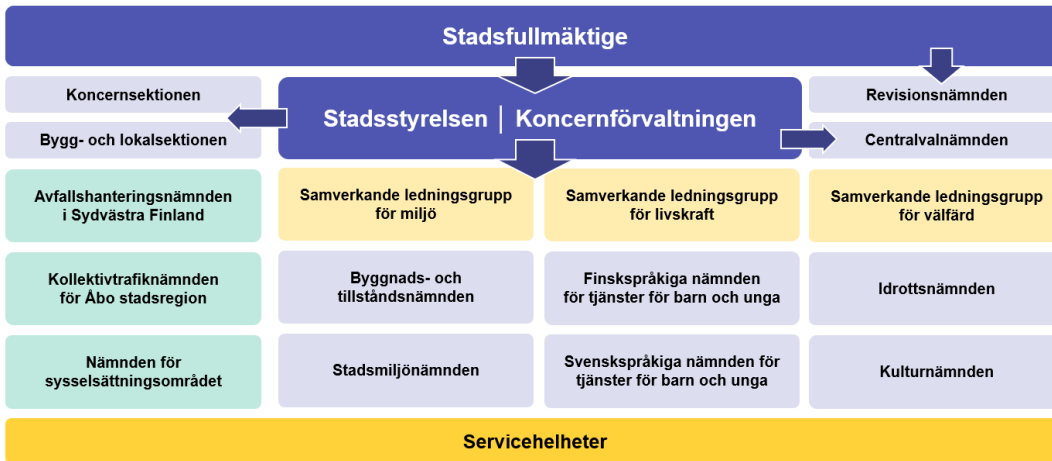 Stadsfullmäktige
Koncernsektionen
Bygg- och lokalsektionen
Stadsstyrelsen | Koncernförvaltningen
Revisionsnämnden
Centralvalnämnden
Avfallshanteringsnämnden
i Sydvästra Finland
Samverkande ledningsgrupp
för miljö
Samverkande ledningsgrupp
för livskraft
Samverkande ledningsgrupp
för välfärd
Kollektivtrafiknämnden
för Åbo stadsregion
Byggnads- och
tillståndsnämnden
Finskspråkiga nämnden
för tjänster för barn och unga
Idrottsnämnden
Nämnden för
sysselsättningsområdet
Stadsmiljönämnden
Svenskspråkiga nämnden för
tjänster för barn och unga
Kulturnämnden
Servicehelheter